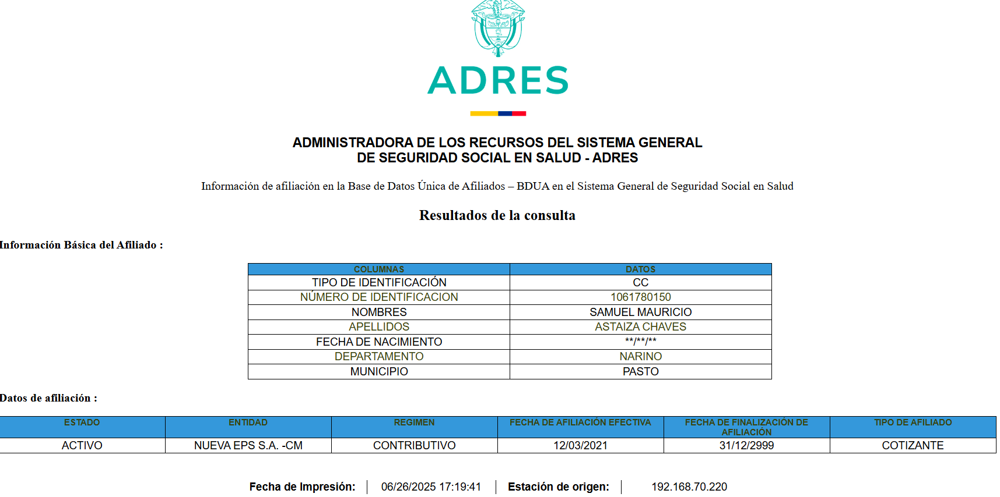 ADRES
ADMINISTRADORA DE LOS RECURSOS DEL SISTEMA GENERAL
DE SEGURIDAD SOCIAL EN SALUD - ADRES
Información de afiliación en la Base de Datos Única de Afiliados – BDUA en el Sistema General de Seguridad Social en Salud
Resultados de la consulta
Información Básica del Afiliado :
COLUMNAS DATOS
TIPO DE IDENTIFICACIÓN CC
NÚMERO DE IDENTIFICACION 1061780150
NOMBRES SAMUEL MAURICIO
APELLIDOS ASTAIZA CHAVES
FECHA DE NACIMIENTO **/**/**
DEPARTAMENTO NARINO
MUNICIPIO PASTO
Datos de afiliación :
ESTADO ENTIDAD REGIMEN FECHA DE AFILIACIÓN EFECTIVA FECHA DE FINALIZACIÓN DE AFILIACIÓN TIPO DE AFILIADO
ACTIVO NUEVA EPS S.A. -CM CONTRIBUTIVO 12/03/2021 31/12/2999 COTIZANTE
Fecha de Impresión: 06/26/2025 17:19:41 Estación de origen: 192.168.70.220